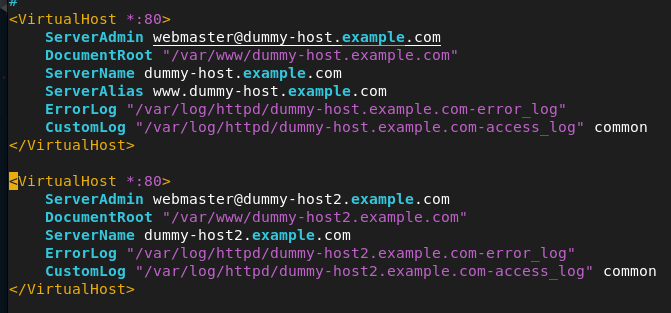 #
<VirtualHost *:80>
    ServerAdmin webmaster@dummy-host.example.com
    DocumentRoot "/var/www/dummy-host.example.com"
    ServerName dummy-host.example.com
    ServerAlias www.dummy-host.example.com
    ErrorLog "/var/log/httpd/dummy-host.example.com-error_log"
    CustomLog "/var/log/httpd/dummy-host.example.com-access_log" common
</VirtualHost>

<VirtualHost *:80>
    ServerAdmin webmaster@dummy-host2.example.com
    DocumentRoot "/var/www/dummy-host2.example.com"
    ServerName dummy-host2.example.com
    ErrorLog "/var/log/httpd/dummy-host2.example.com-error_log"
    CustomLog "/var/log/httpd/dummy-host2.example.com-access_log" common
</VirtualHost>